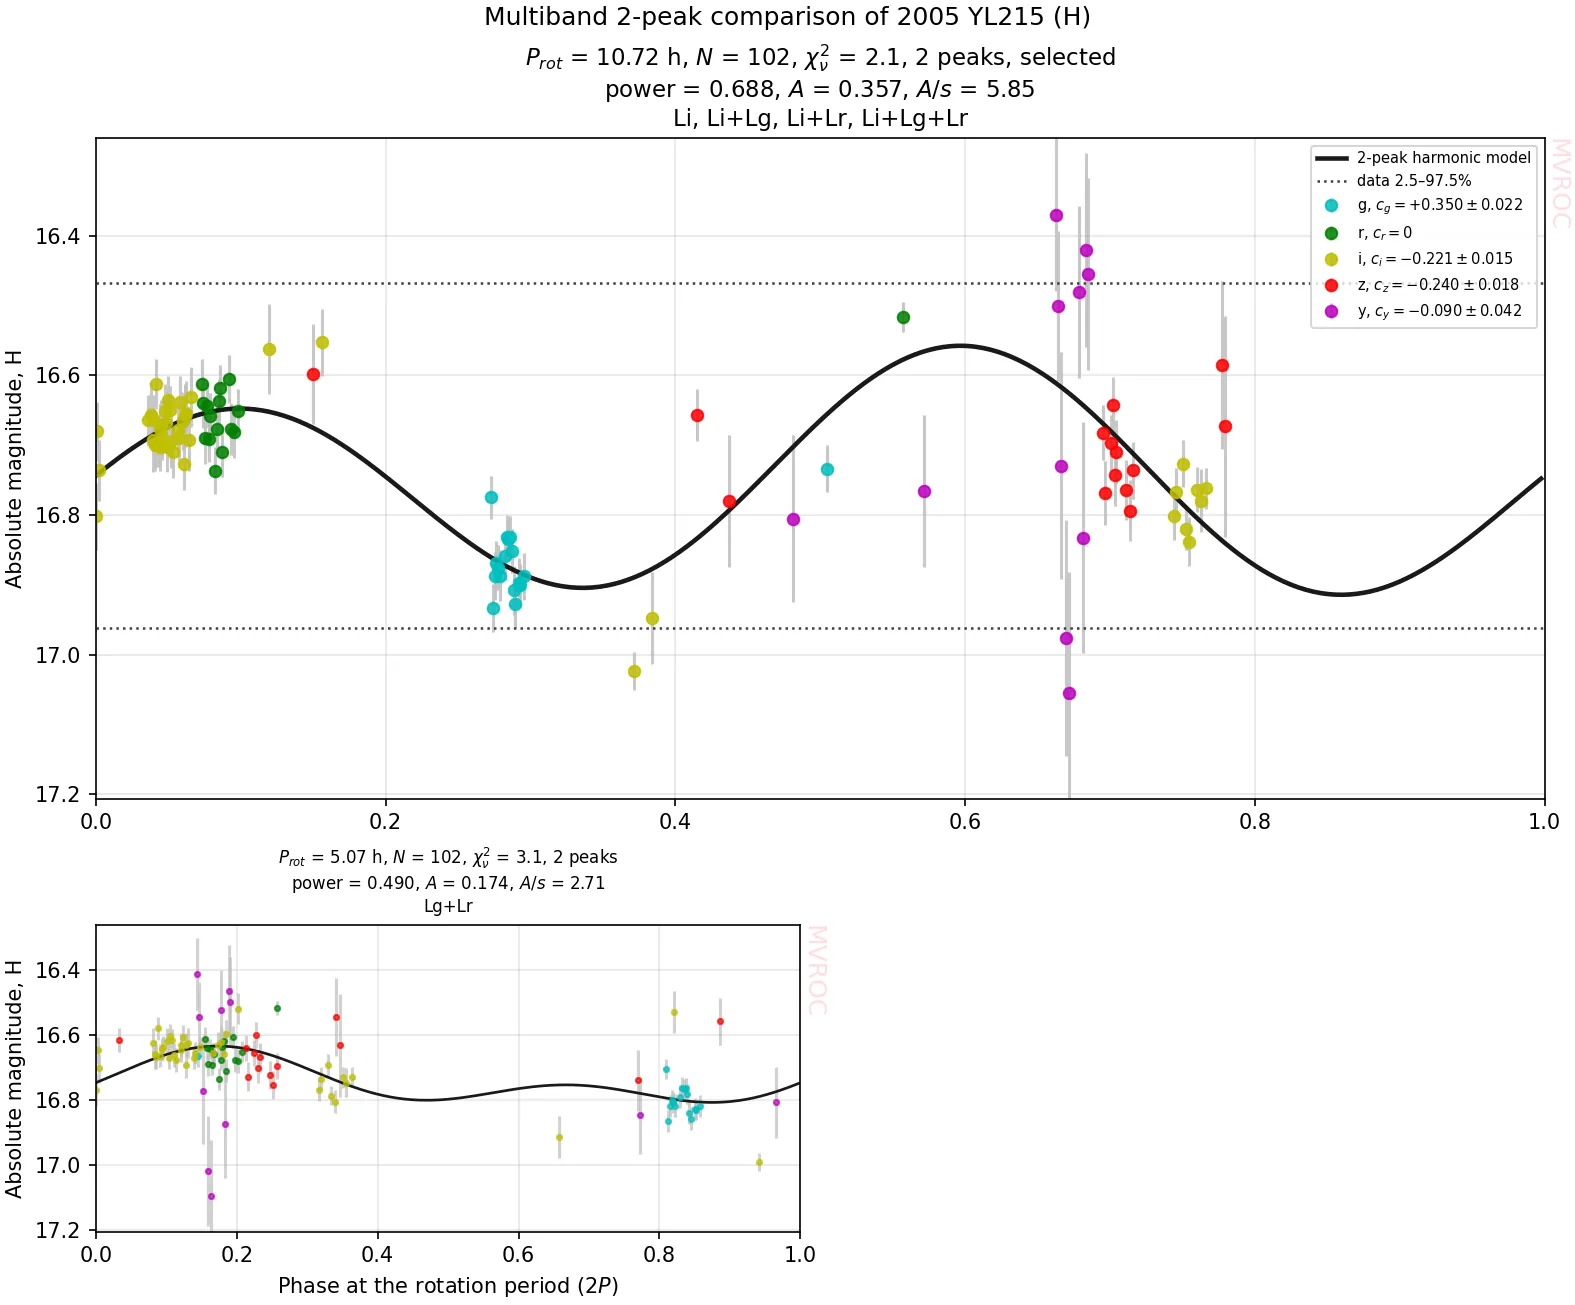 Multiband 2-peak comparison of 2005 YL215 (H)
P_rot = 10.72 h, N = 102, χ²_ν = 2.1, 2 peaks, selected
power = 0.688, A = 0.357, A/s = 5.85
Li, Li+Lg, Li+Lr, Li+Lg+Lr
2-peak harmonic model
data 2.5–97.5%
g, c_g = +0.350 ± 0.022
r, c_r = 0
i, c_i = −0.221 ± 0.015
z, c_z = −0.240 ± 0.018
y, c_y = −0.090 ± 0.042
MVROC
Absolute magnitude, H
16.4
16.6
16.8
17.0
17.2
0.0 0.2 0.4 0.6 0.8 1.0
P_rot = 5.07 h, N = 102, χ²_ν = 3.1, 2 peaks
power = 0.490, A = 0.174, A/s = 2.71
Lg+Lr
MVROC
Absolute magnitude, H
16.4
16.6
16.8
17.0
17.2
0.0 0.2 0.4 0.6 0.8 1.0
Phase at the rotation period (2P)